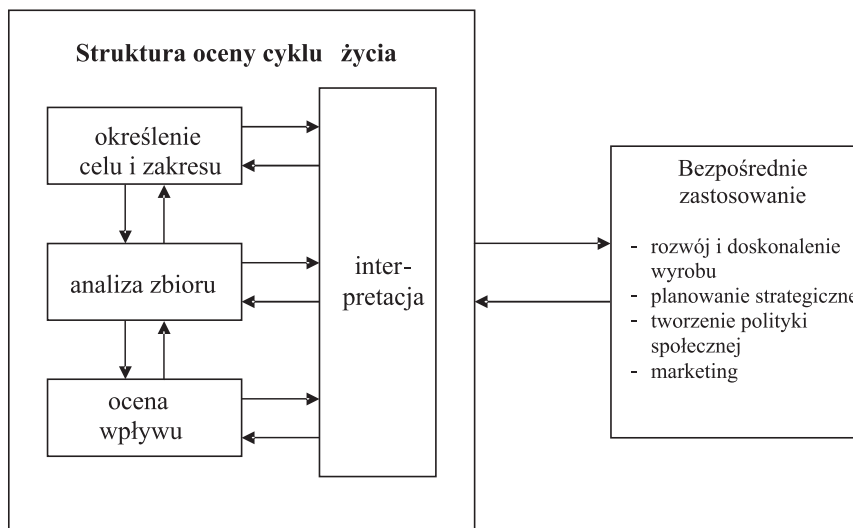 Struktura oceny cyklu życia
określenie
celu i zakresu
analiza zbioru
ocena
wpływu
inter-
pretacja
Bezpośrednie
zastosowanie
- rozwój i doskonalenie
wyrobu
- planowanie strategiczne
- tworzenie polityki
społecznej
- marketing